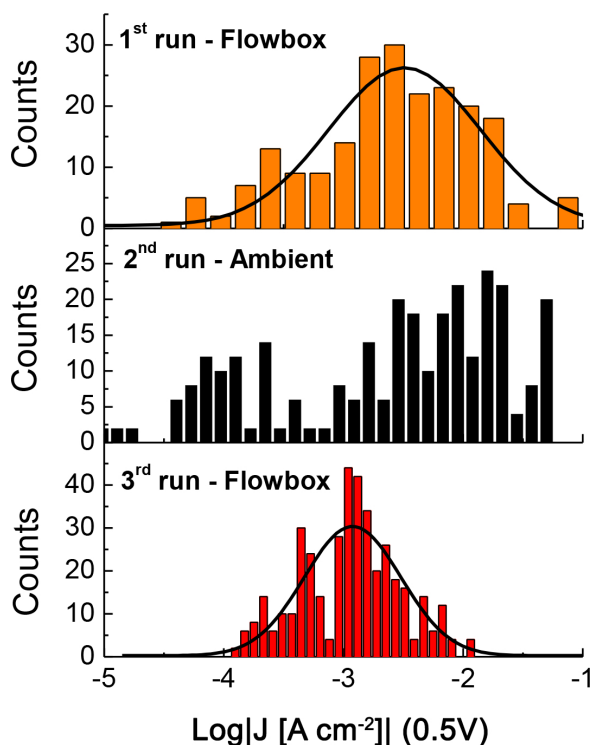 1st run - Flowbox
Counts
30
20
10
0
2nd run - Ambient
Counts
25
20
15
10
5
0
3rd run - Flowbox
Counts
40
30
20
10
0
-5 -4 -3 -2 -1
Log|J [A cm-2]| (0.5V)